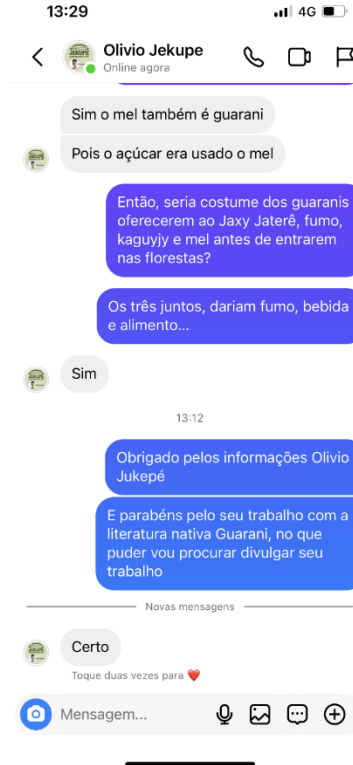 13:29
4G
Olivio Jekupe
Online agora
Sim o mel também é guarani
Pois o açúcar era usado o mel
Então, seria costume dos guaranis
oferecerem ao Jaxy Jaterê, fumo,
kaguyjy e mel antes de entrarem
nas florestas?
Os três juntos, dariam fumo, bebida
e alimento...
Sim
13:12
Obrigado pelos informações Olivio
Jukepé
E parabéns pelo seu trabalho com a
literatura nativa Guarani, no que
puder vou procurar divulgar seu
trabalho
Novas mensagens
Certo
Toque duas vezes para ❤️
Mensagem...